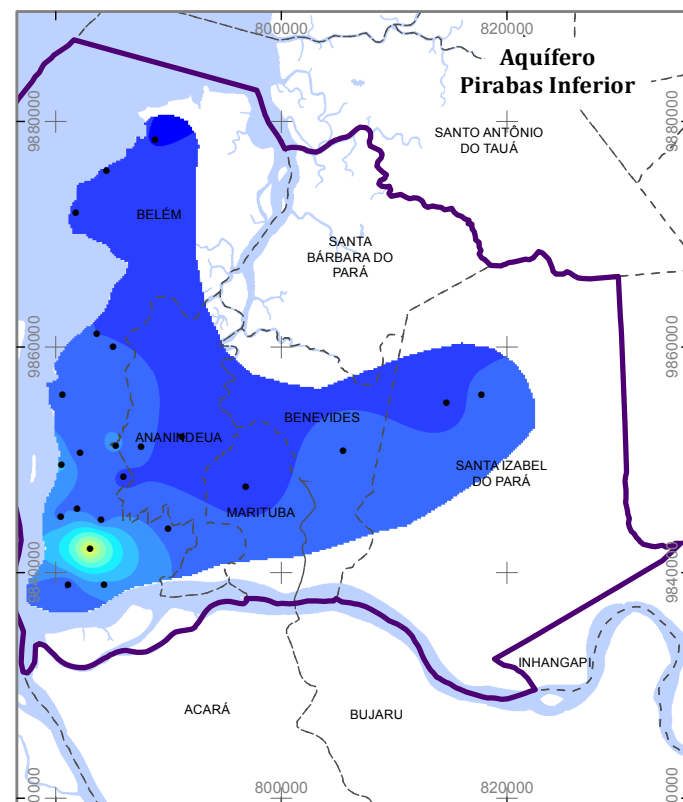 800000
820000
Aquífero
Pirabas Inferior
9880000
9880000
SANTO ANTÔNIO
DO TAUÁ
BELÉM
SANTA
BÁRBARA DO
PARÁ
9860000
9860000
BENEVIDES
ANANINDEUA
SANTA IZABEL
DO PARÁ
MARITUBA
9840000
9840000
INHANGAPI
ACARÁ
BUJARU
800000
820000